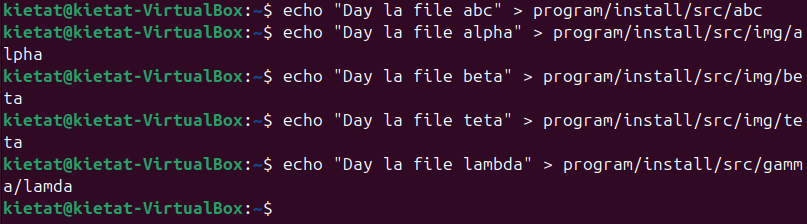 kietat@kietat-VirtualBox:~$ echo "Day la file abc" > program/install/src/abc
kietat@kietat-VirtualBox:~$ echo "Day la file alpha" > program/install/src/img/a
lpha
kietat@kietat-VirtualBox:~$ echo "Day la file beta" > program/install/src/img/be
ta
kietat@kietat-VirtualBox:~$ echo "Day la file teta" > program/install/src/img/te
ta
kietat@kietat-VirtualBox:~$ echo "Day la file lambda" > program/install/src/gamm
a/lamda
kietat@kietat-VirtualBox:~$